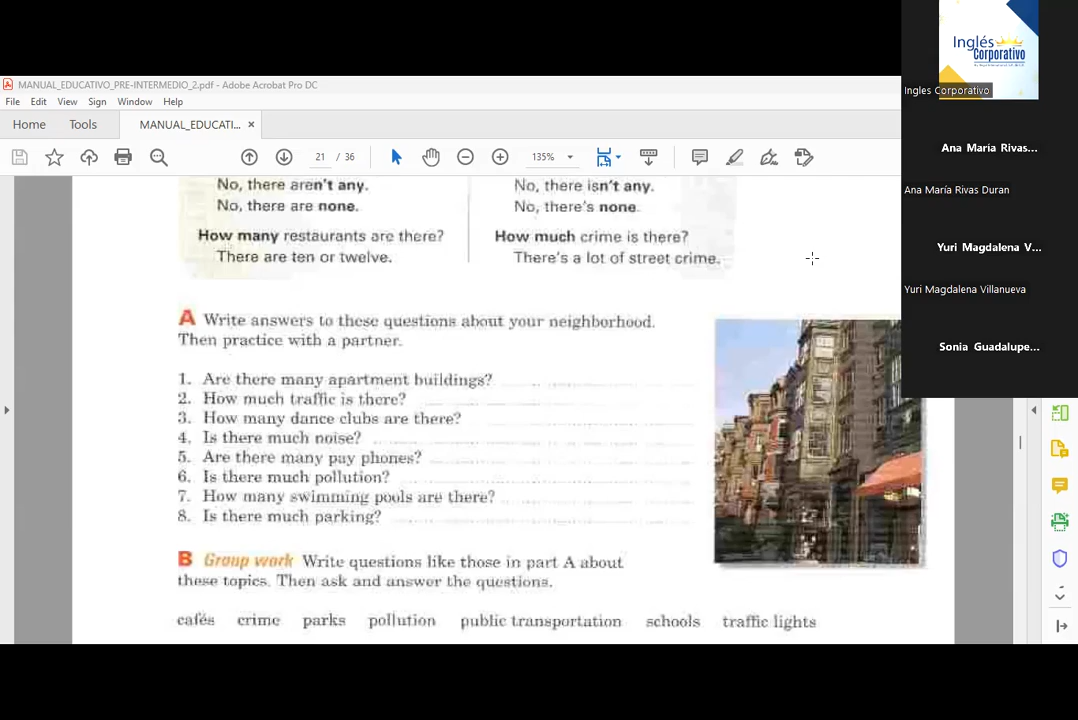 MANUAL_EDUCATIVO_PRE-INTERMEDIO_2.pdf - Adobe Acrobat Pro DC
File Edit View Sign Window Help
Home Tools MANUAL_EDUCATI... ×
21 / 36 135%
No, there aren't any.
No, there are none.
How many restaurants are there?
There are ten or twelve.
No, there isn't any.
No, there's none.
How much crime is there?
There's a lot of street crime.
A Write answers to these questions about your neighborhood.
Then practice with a partner.
1. Are there many apartment buildings?
2. How much traffic is there?
3. How many dance clubs are there?
4. Is there much noise?
5. Are there many pay phones?
6. Is there much pollution?
7. How many swimming pools are there?
8. Is there much parking?
B Group work Write questions like those in part A about
these topics. Then ask and answer the questions.
cafés crime parks pollution public transportation schools traffic lights
Inglés
Corporativo
Ingles Corporativo
Ana Maria Rivas...
Ana María Rivas Duran
Yuri Magdalena V...
Yuri Magdalena Villanueva
Sonia Guadalupe...